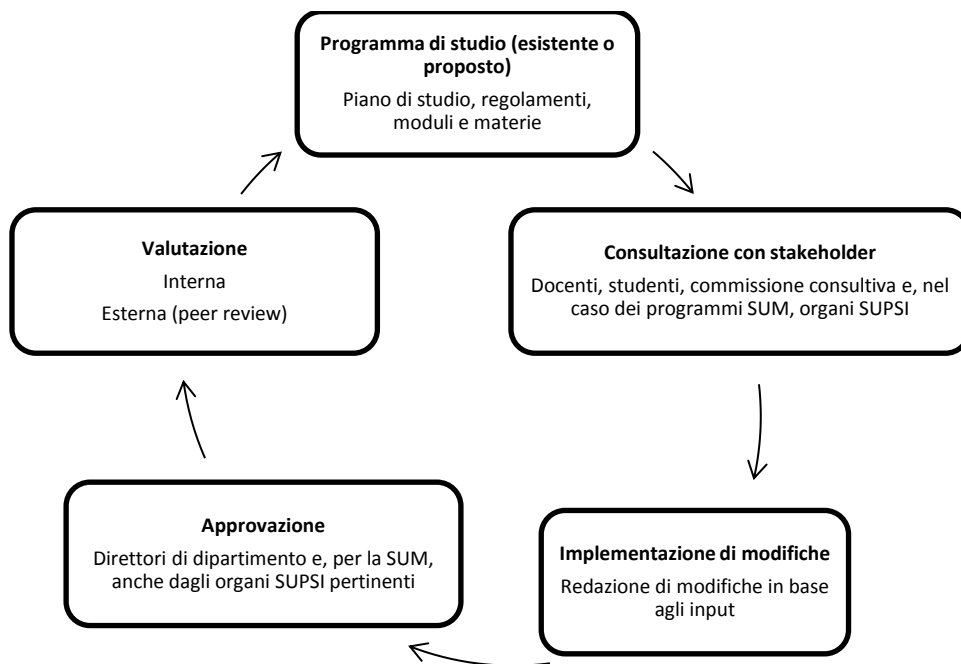 Programma di studio (esistente o
proposto)
Piano di studio, regolamenti,
moduli e materie
Consultazione con stakeholder
Docenti, studenti, commissione consultiva e, nel
caso dei programmi SUM, organi SUPSI
Implementazione di modifiche
Redazione di modifiche in base
agli input
Approvazione
Direttori di dipartimento e, per la SUM,
anche dagli organi SUPSI pertinenti
Valutazione
Interna
Esterna (peer review)